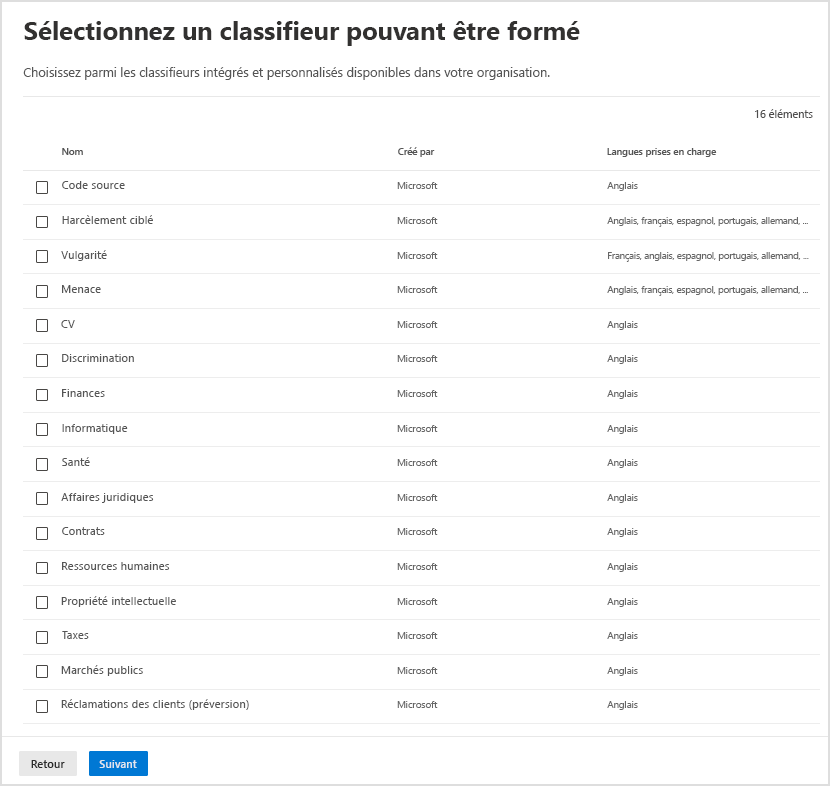 Sélectionnez un classifieur pouvant être formé
Choisissez parmi les classifieurs intégrés et personnalisés disponibles dans votre organisation.
16 éléments
Nom Créé par Langues prises en charge
Code source Microsoft Anglais
Harcèlement ciblé Microsoft Anglais, français, espagnol, portugais, allemand, ...
Vulgarité Microsoft Français, anglais, espagnol, portugais, allemand, ...
Menace Microsoft Anglais, français, espagnol, portugais, allemand, ...
CV Microsoft Anglais
Discrimination Microsoft Anglais
Finances Microsoft Anglais
Informatique Microsoft Anglais
Santé Microsoft Anglais
Affaires juridiques Microsoft Anglais
Contrats Microsoft Anglais
Ressources humaines Microsoft Anglais
Propriété intellectuelle Microsoft Anglais
Taxes Microsoft Anglais
Marchés publics Microsoft Anglais
Réclamations des clients (préversion) Microsoft Anglais
Retour Suivant